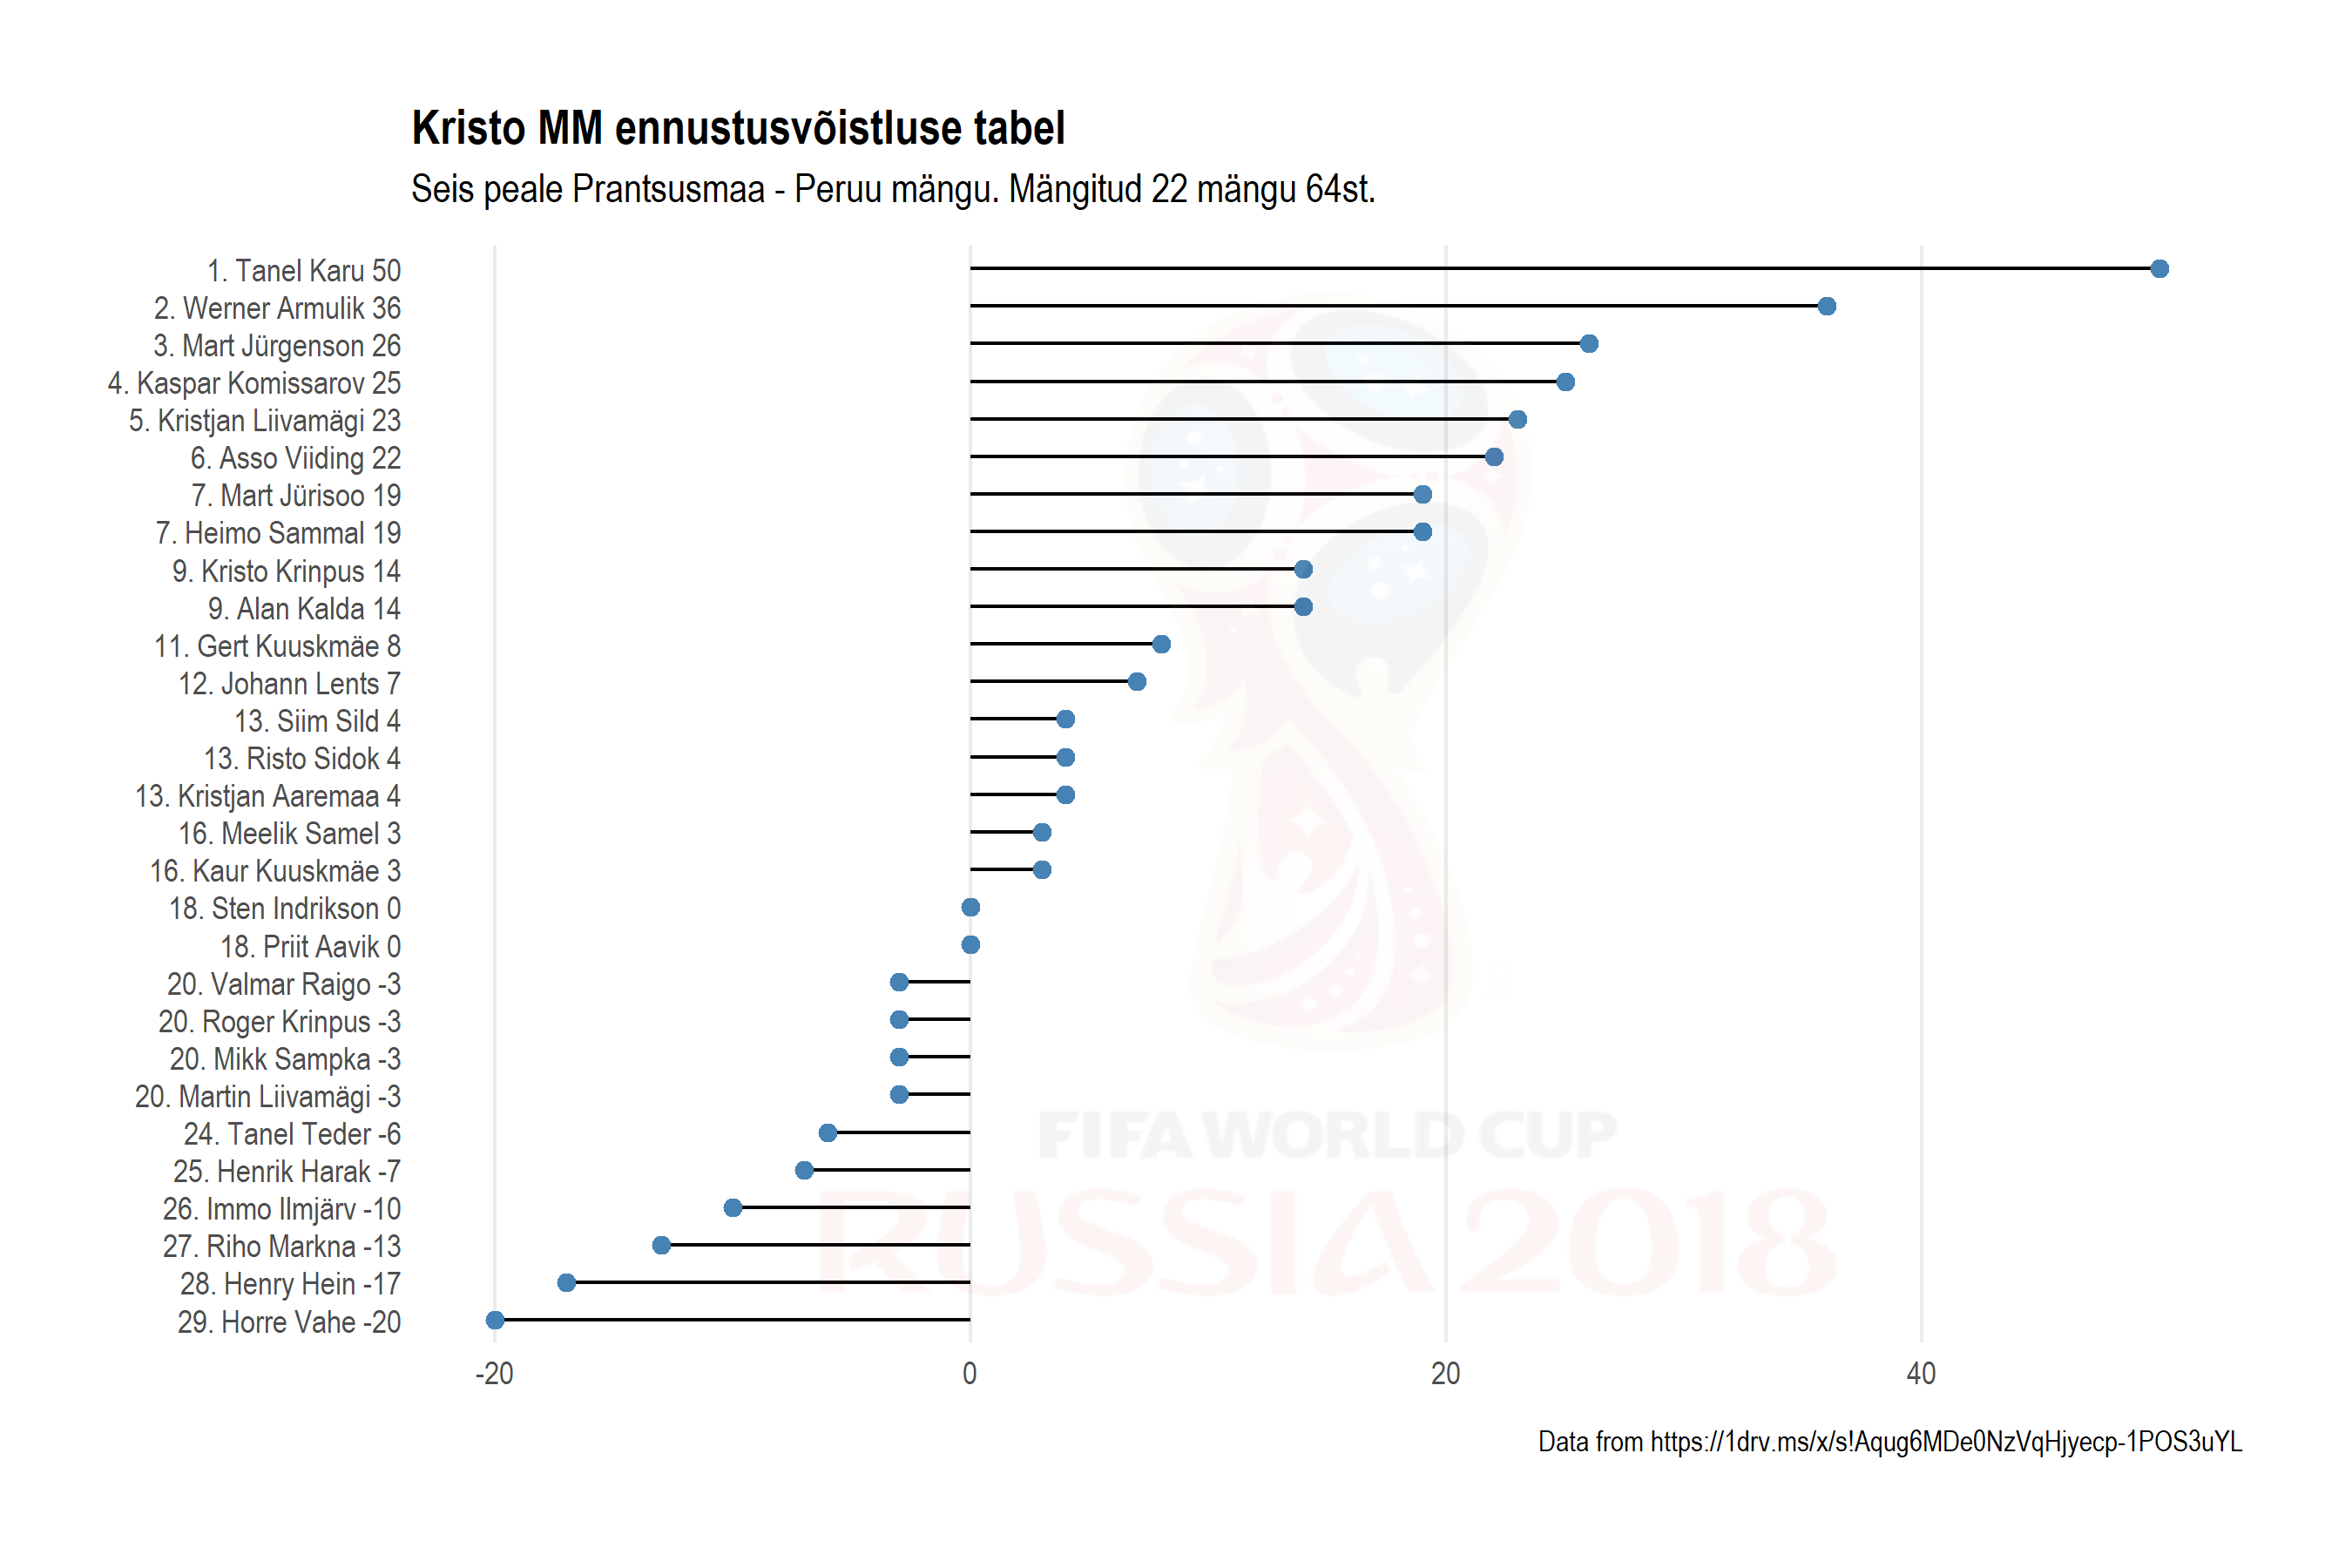 Kristo MM ennustusvõistluse tabel
Seis peale Prantsusmaa - Peruu mängu. Mängitud 22 mängu 64st.
1. Tanel Karu 50
2. Werner Armulik 36
3. Mart Jürgenson 26
4. Kaspar Komissarov 25
5. Kristjan Liivamägi 23
6. Asso Viiding 22
7. Mart Jürisoo 19
7. Heimo Sammal 19
9. Kristo Krinpus 14
9. Alan Kalda 14
11. Gert Kuuskmäe 8
12. Johann Lents 7
13. Siim Sild 4
13. Risto Sidok 4
13. Kristjan Aaremaa 4
16. Meelik Samel 3
16. Kaur Kuuskmäe 3
18. Sten Indrikson 0
18. Priit Aavik 0
20. Valmar Raigo -3
20. Roger Krinpus -3
20. Mikk Sampka -3
20. Martin Liivamägi -3
24. Tanel Teder -6
25. Henrik Harak -7
26. Immo Ilmjärv -10
27. Riho Markna -13
28. Henry Hein -17
29. Horre Vahe -20
FIFA WORLD CUP
RUSSIA 2018
-20 0 20 40
Data from https://1drv.ms/x/s!Aqug6MDe0NzVqHjyecp-1POS3uYL